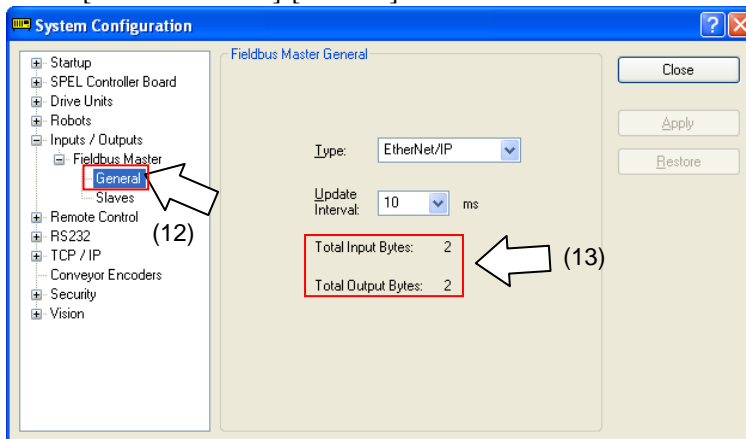 System Configuration
Startup
SPEL Controller Board
Drive Units
Robots
Inputs / Outputs
Fieldbus Master
General
Slaves
Remote Control
RS232
TCP / IP
Conveyor Encoders
Security
Vision
(12)
Fieldbus Master General
Type: EtherNet/IP
Update
Interval: 10 ms
Total Input Bytes: 2
Total Output Bytes: 2
(13)
Close
Apply
Restore